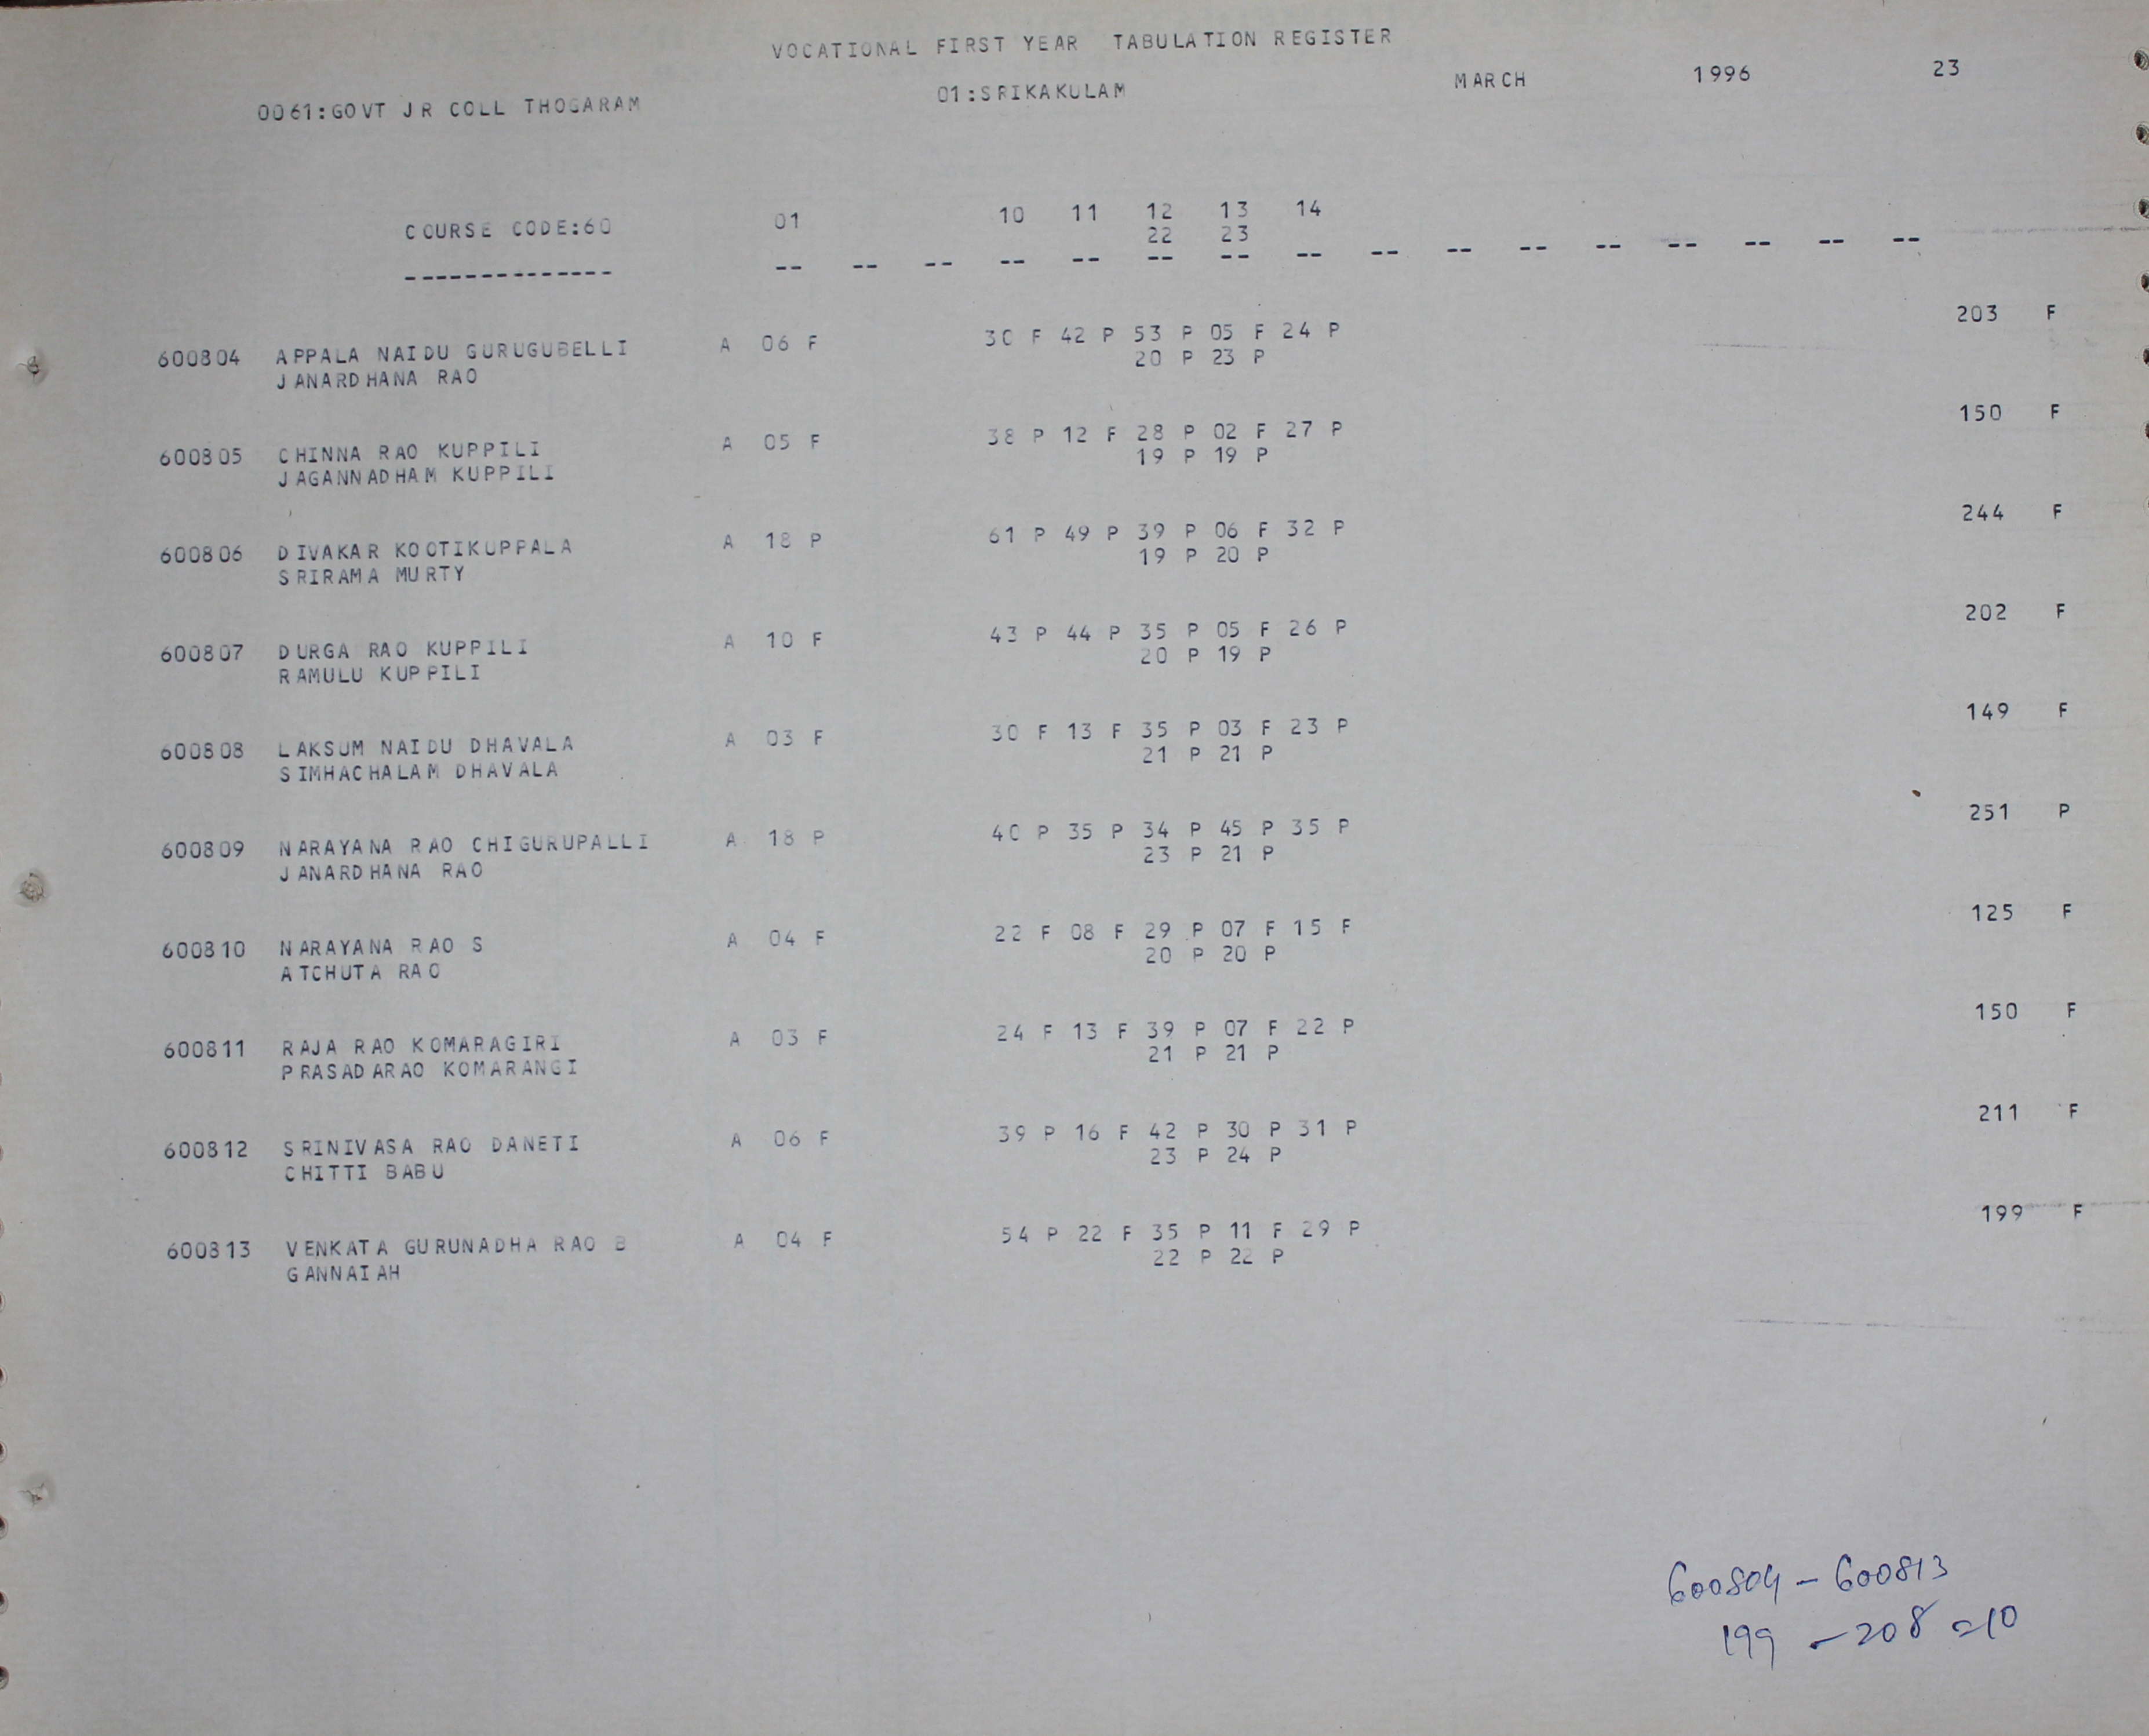 VOCATIONAL FIRST YEAR TABULATION REGISTER
0061:GOVT JR COLL THOGARAM 01:SRIKAKULAM MARCH 1996 23
COURSE CODE:60 01 10 11 12 13 14
22 23
-------------- -- -- -- -- -- -- -- -- -- -- -- -- -- -- -- --
600804 APPALA NAIDU GURUGUBELLI A 06 F 30 F 42 P 53 P 05 F 24 P 203 F
JANARDHANA RAO 20 P 23 P
600805 CHINNA RAO KUPPILI A 05 F 38 P 12 F 28 P 02 F 27 P 150 F
JAGANNADHAM KUPPILI 19 P 19 P
600806 DIVAKAR KOOTIKUPPALA A 18 P 61 P 49 P 39 P 06 F 32 P 244 F
SRIRAMA MURTY 19 P 20 P
600807 DURGA RAO KUPPILI A 10 F 43 P 44 P 35 P 05 F 26 P 202 F
RAMULU KUPPILI 20 P 19 P
600808 LAKSUM NAIDU DHAVALA A 03 F 30 F 13 F 35 P 03 F 23 P 149 F
SIMHACHALAM DHAVALA 21 P 21 P
600809 NARAYANA RAO CHIGURUPALLI A 18 P 40 P 35 P 34 P 45 P 35 P 251 P
JANARDHANA RAO 23 P 21 P
600810 NARAYANA RAO S A 04 F 22 F 08 F 29 P 07 F 15 F 125 F
ATCHUTA RAO 20 P 20 P
600811 RAJA RAO KOMARAGIRI A 03 F 24 F 13 F 39 P 07 F 22 P 150 F
PRASADARAO KOMARANGI 21 P 21 P
600812 SRINIVASA RAO DANETI A 06 F 39 P 16 F 42 P 30 P 31 P 211 F
CHITTI BABU 23 P 24 P
600813 VENKATA GURUNADHA RAO B A 04 F 54 P 22 F 35 P 11 F 29 P 199 F
GANNAIAH 22 P 22 P
600804 - 600813
199 - 208 = 10